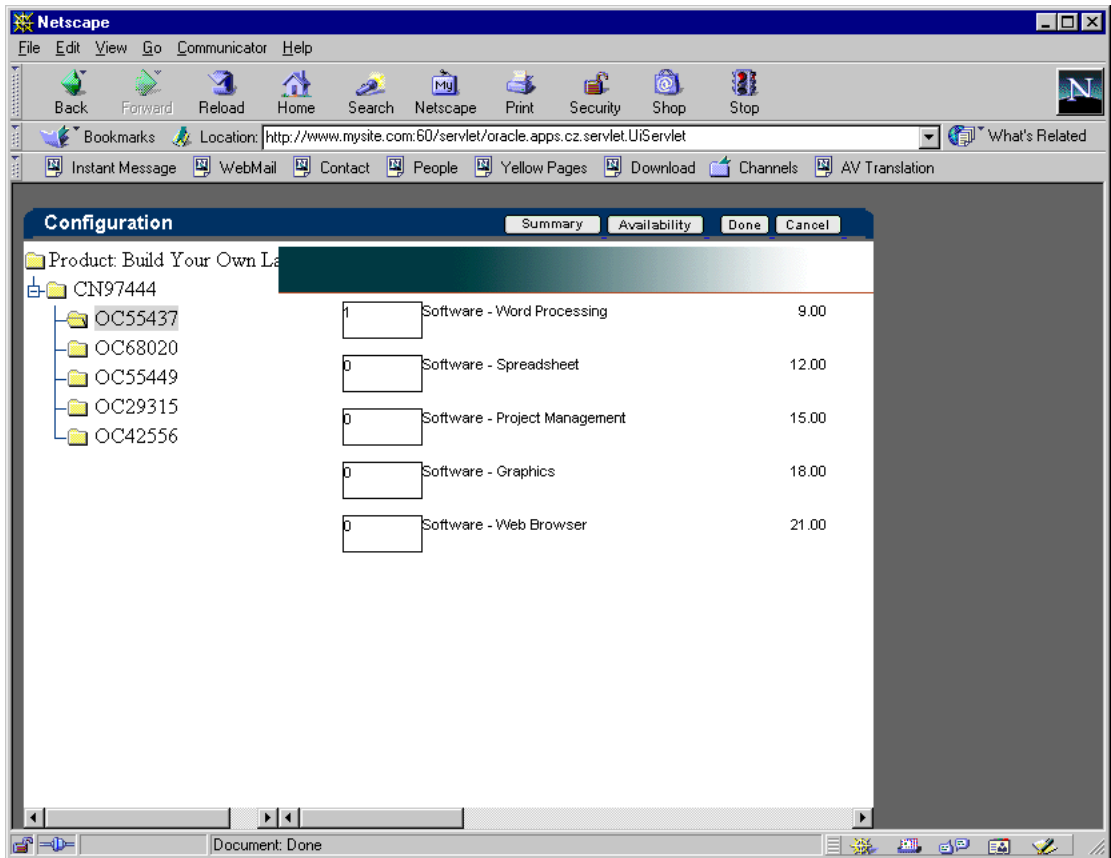 Netscape
File Edit View Go Communicator Help
My
N
Back Forward Reload Home Search Netscape Print Security Shop Stop
Bookmarks Location: http://www.mysite.com:60/servlet/oracle.apps.cz.servlet.UiServlet What's Related
Instant Message WebMail Contact People Yellow Pages Download Channels AV Translation
Configuration Summary Availability Done Cancel
Product: Build Your Own La
CN97444
OC55437
OC68020
OC55449
OC29315
OC42556
1 Software - Word Processing 9.00
0 Software - Spreadsheet 12.00
0 Software - Project Management 15.00
0 Software - Graphics 18.00
0 Software - Web Browser 21.00
Document: Done